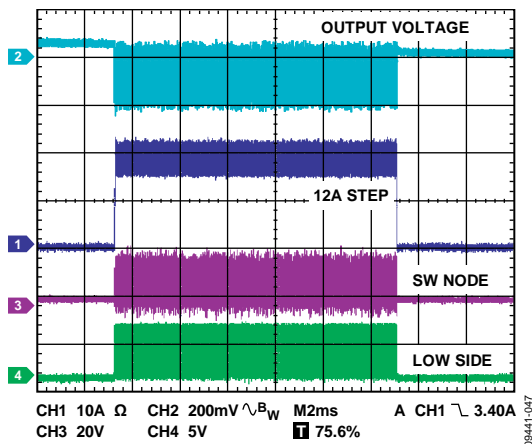 OUTPUT VOLTAGE
2
12A STEP
1
SW NODE
3
LOW SIDE
4
CH1 10A Ω CH2 200mV ∿BW M2ms A CH1 ⌝ 3.40A
CH3 20V CH4 5V T 75.6%
09441-047